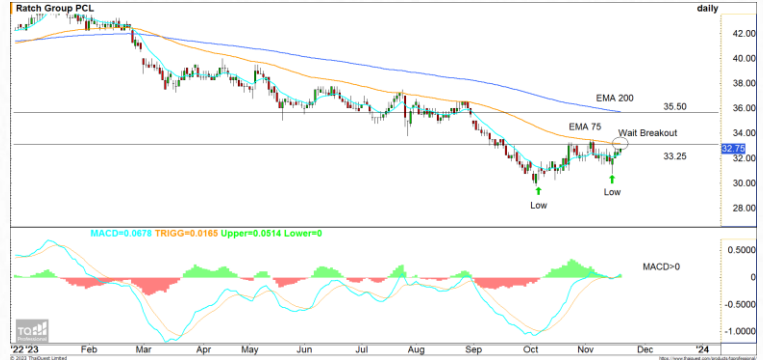 Ratch Group PCL
daily
42.00
40.00
38.00
36.00
34.00
32.75
32.00
30.00
28.00
EMA 200
35.50
EMA 75
Wait Breakout
33.25
Low
Low
MACD=0.0678 TRIGG=0.0165 Upper=0.0514 Lower=0
MACD>0
0.5000
0
-0.5000
-1.0000
'22 '23 Feb Mar Apr May Jun Jul Aug Sep Oct Nov Dec '24
© 2023 ThaiQuest Limited